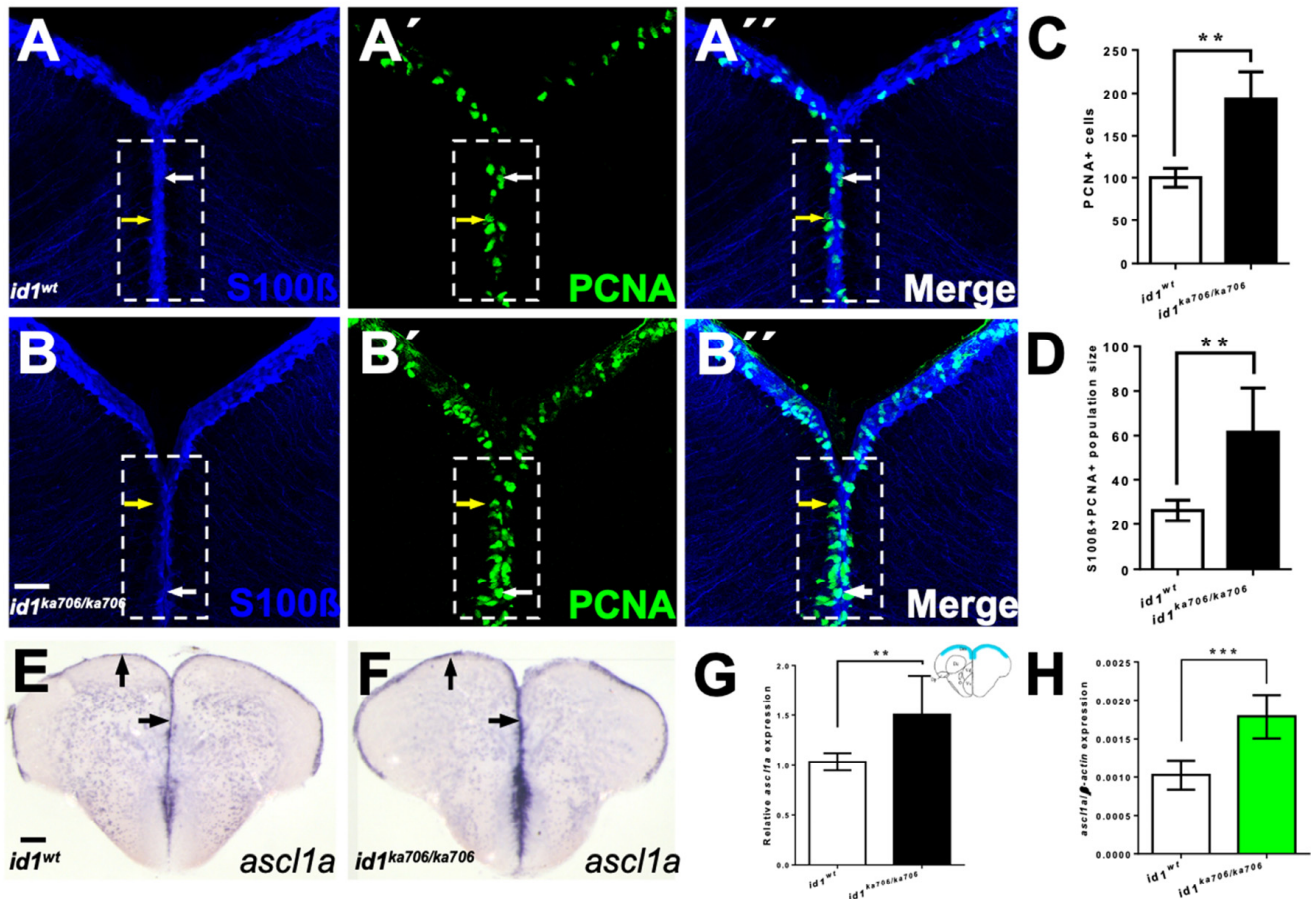 A
id1wt
S100ß
A´
PCNA
A´´
Merge
B
id1ka706/ka706
S100ß
B´
PCNA
B´´
Merge
C
PCNA+ cells
250
200
150
100
50
0
**
id1wt
id1ka706/ka706
D
S100ß+PCNA+ population size
100
80
60
40
20
0
**
id1wt
id1ka706/ka706
E
id1wt
ascl1a
F
id1ka706/ka706
ascl1a
G
Relative ascl1a expression
2.0
1.5
1.0
0.5
0.0
**
id1wt
id1ka706/ka706
H
ascl1a/β-actin expression
0.0025
0.0020
0.0015
0.0010
0.0005
0.0000
***
id1wt
id1ka706/ka706